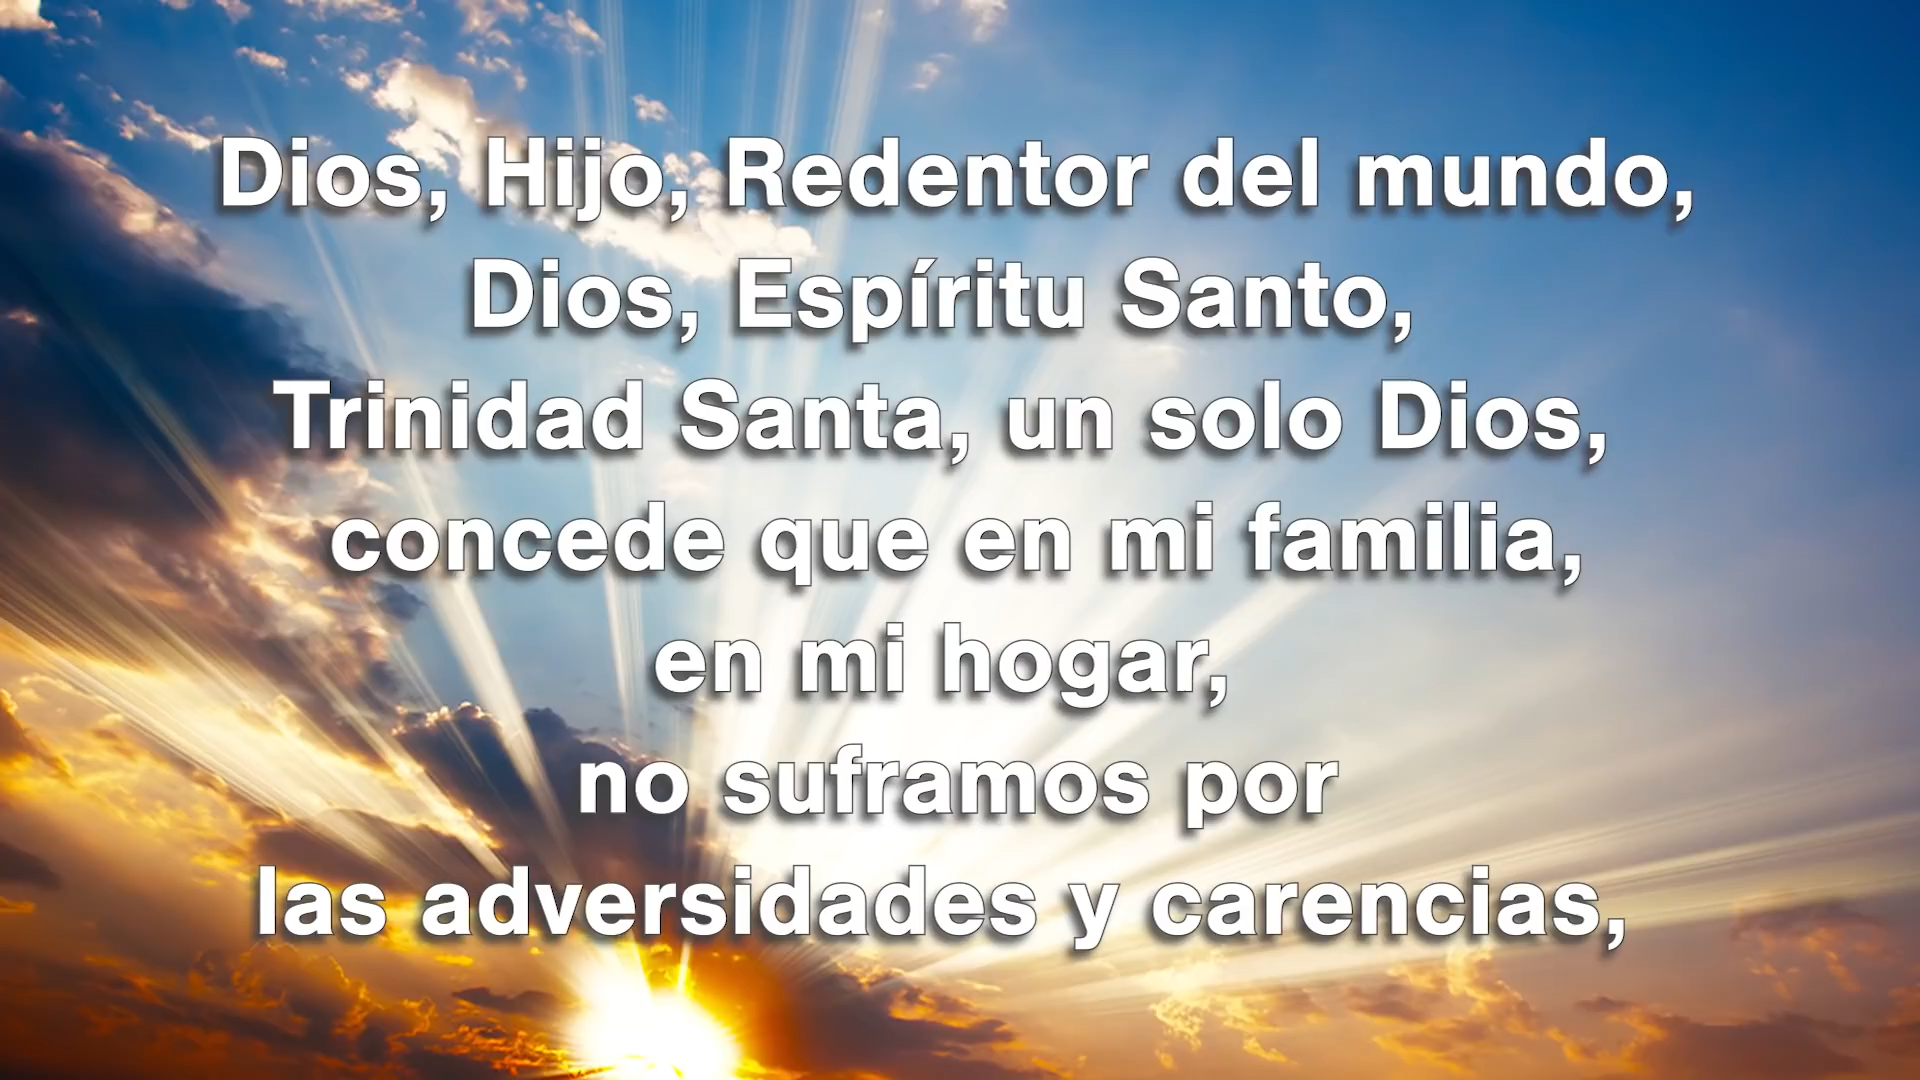 Dios, Hijo, Redentor del mundo,
Dios, Espíritu Santo,
Trinidad Santa, un solo Dios,
concede que en mi familia,
en mi hogar,
no suframos por
las adversidades y carencias,